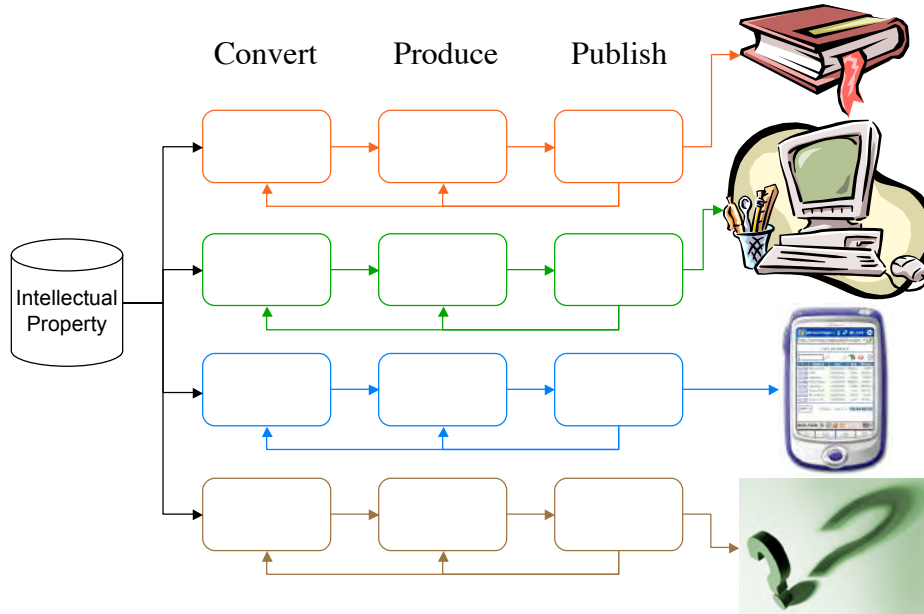 Convert
Produce
Publish
Intellectual
Property